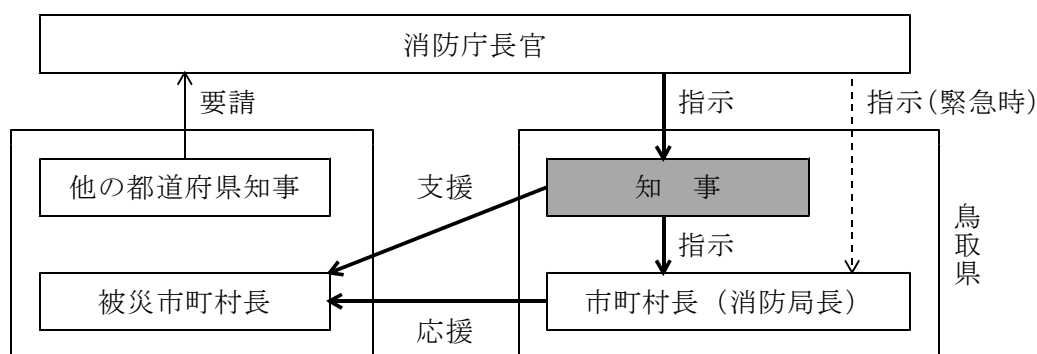 消防庁長官
要請
指示
指示(緊急時)
他の都道府県知事
支援
知　事
鳥取県
指示
被災市町村長
応援
市町村長（消防局長）